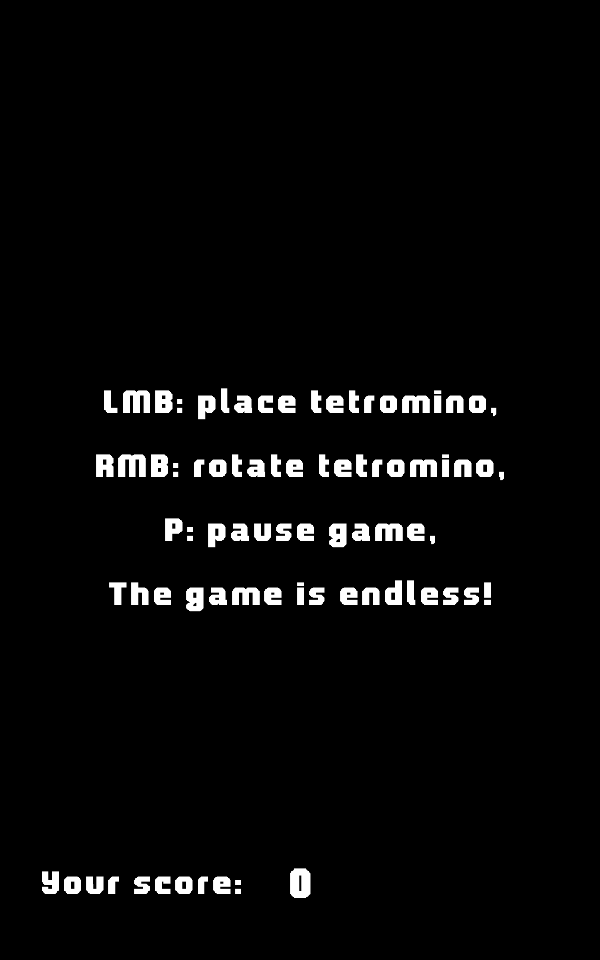 LMB: place tetromino,
RMB: rotate tetromino,
P: pause game,
The game is endless!
Your score: 0